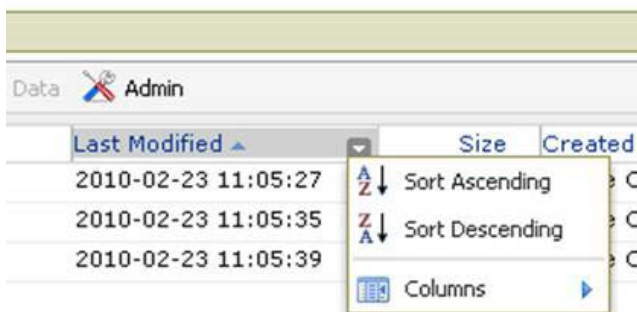 Data Admin
Last Modified Size Created
2010-02-23 11:05:27 Sort Ascending
2010-02-23 11:05:35 Sort Descending
2010-02-23 11:05:39
Columns